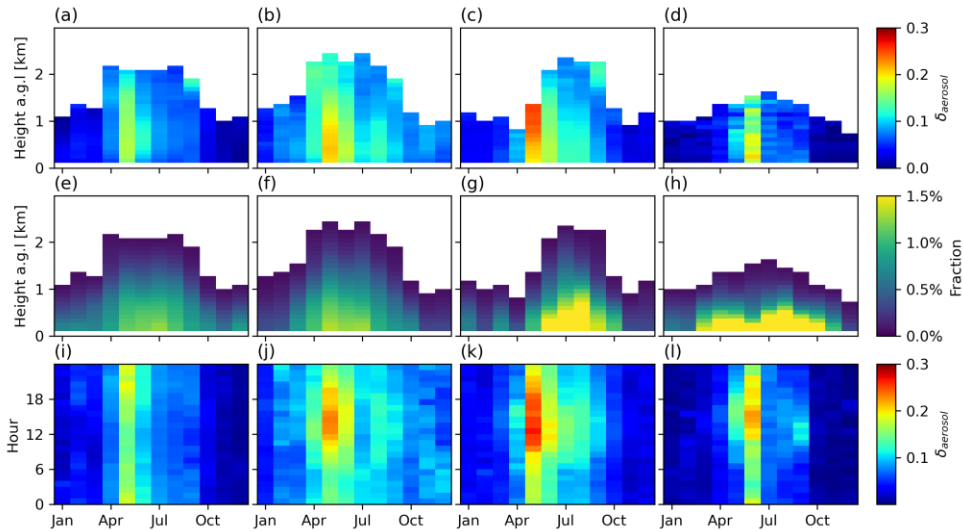 (a) (b) (c) (d)
Height a.g.l [km]
2
1
0
0.3
0.2
0.1
0.0
δaerosol
(e) (f) (g) (h)
Height a.g.l [km]
2
1
0
1.5%
1.0%
0.5%
0.0%
Fraction
(i) (j) (k) (l)
Hour
18
12
6
0
0.3
0.2
0.1
δaerosol
Jan Apr Jul Oct Jan Apr Jul Oct Jan Apr Jul Oct Jan Apr Jul Oct